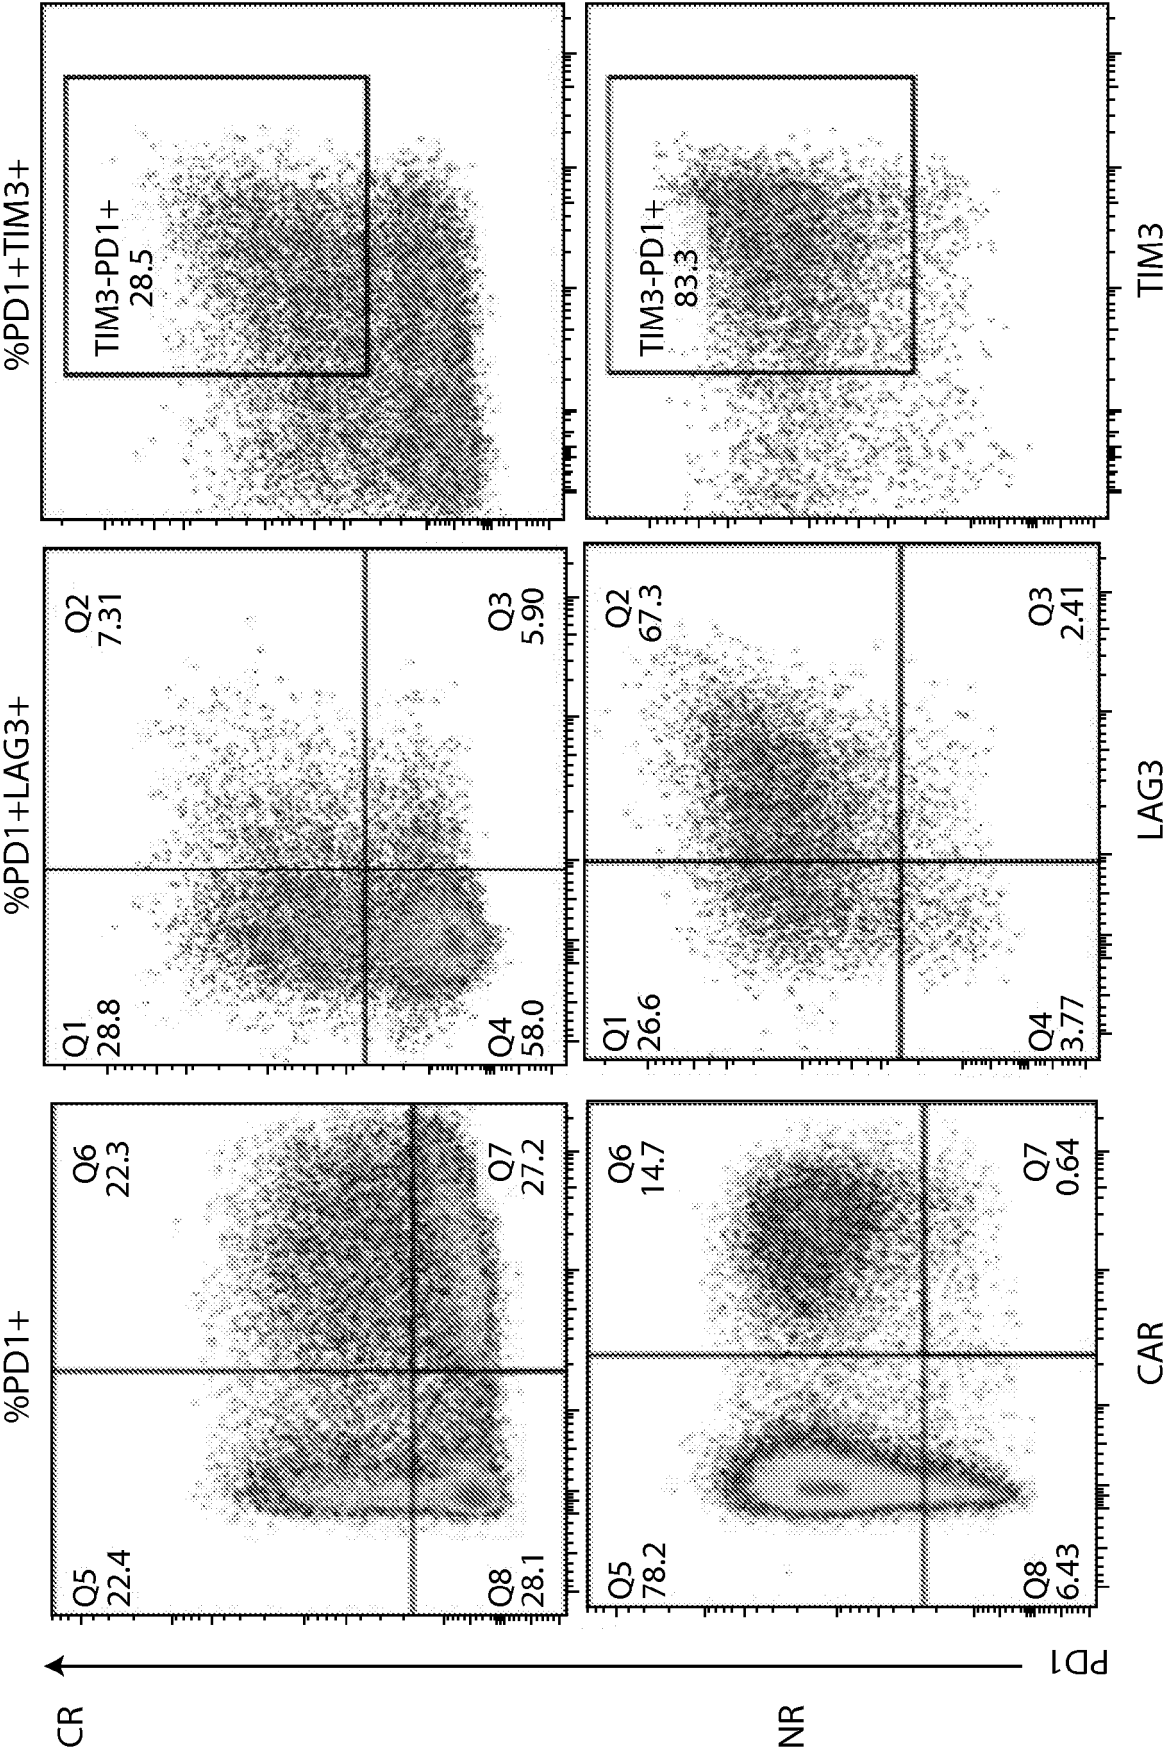 %PD1+
%PD1+LAG3+
%PD1+TIM3+
CR
Q5
22.4
Q6
22.3
Q8
28.1
Q7
27.2
Q1
28.8
Q2
7.31
Q4
58.0
Q3
5.90
TIM3-PD1+
28.5
NR
Q5
78.2
Q6
14.7
Q8
6.43
Q7
0.64
Q1
26.6
Q2
67.3
Q4
3.77
Q3
2.41
TIM3-PD1+
83.3
PD1
CAR
LAG3
TIM3